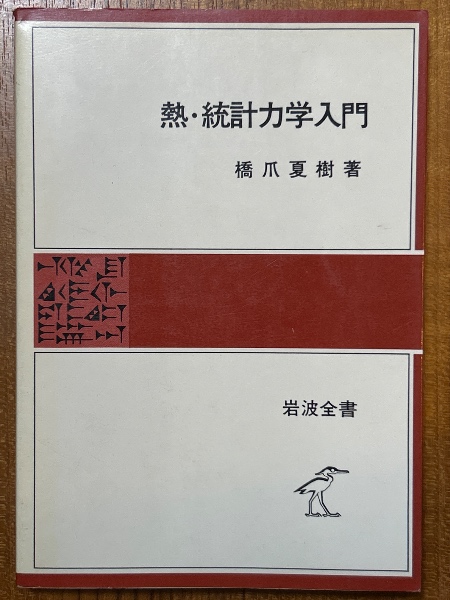 熱・統計力学入門
橋爪夏樹著
岩波全書